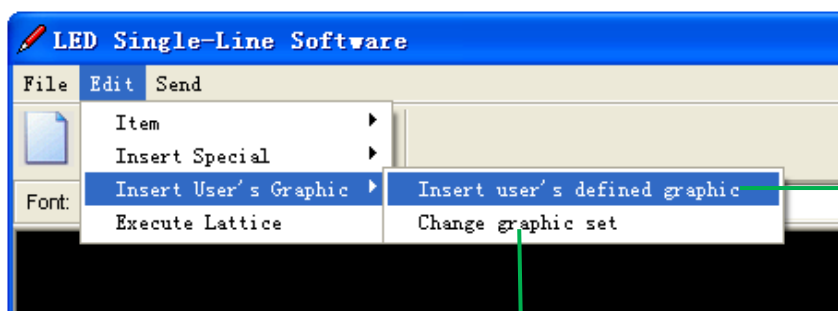 LED Single-Line Software
File Edit Send
Item
Insert Special
Insert User's Graphic
Insert user's defined graphic
Font:
Execute Lattice
Change graphic set